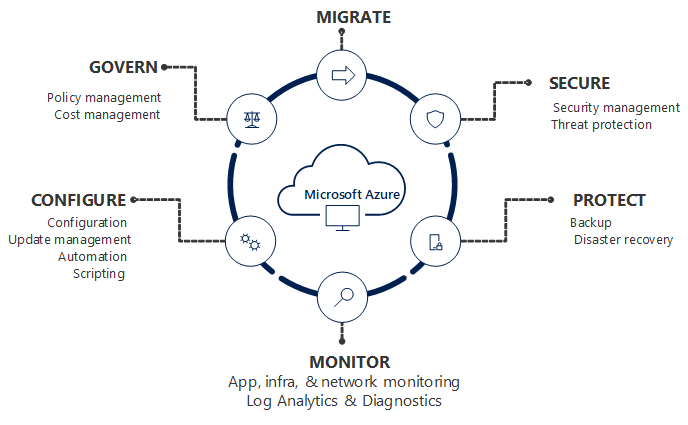 MIGRATE
GOVERN
Policy management
Cost management
SECURE
Security management
Threat protection
Microsoft Azure
CONFIGURE
Configuration
Update management
Automation
Scripting
PROTECT
Backup
Disaster recovery
MONITOR
App, infra, & network monitoring
Log Analytics & Diagnostics